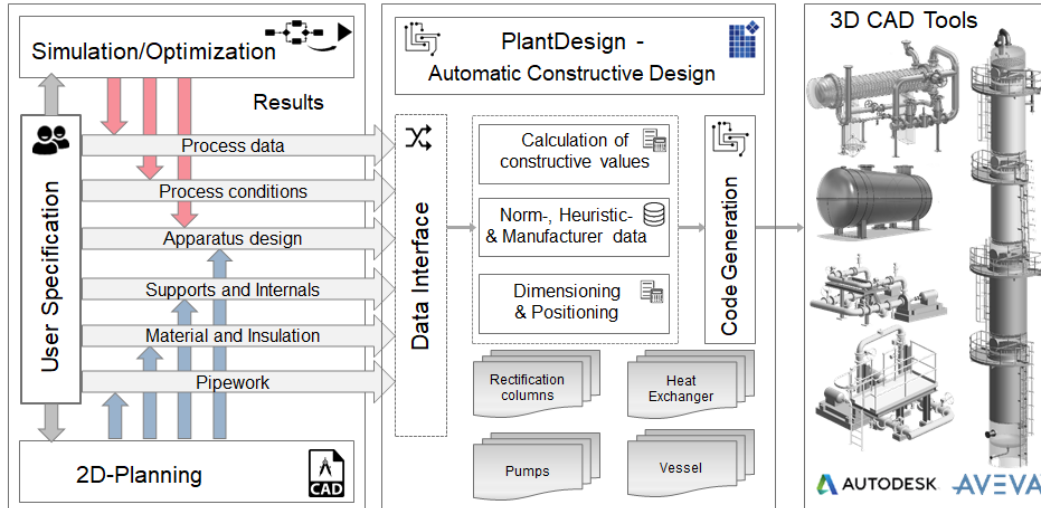 Simulation/Optimization
Results
User Specification
Process data
Process conditions
Apparatus design
Supports and Internals
Material and Insulation
Pipework
2D-Planning
CAD
PlantDesign -
Automatic Constructive Design
Data Interface
Calculation of
constructive values
Norm-, Heuristic-
& Manufacturer data
Dimensioning
& Positioning
Code Generation
Rectification
columns
Heat
Exchanger
Pumps
Vessel
3D CAD Tools
AUTODESK.
AVEVA